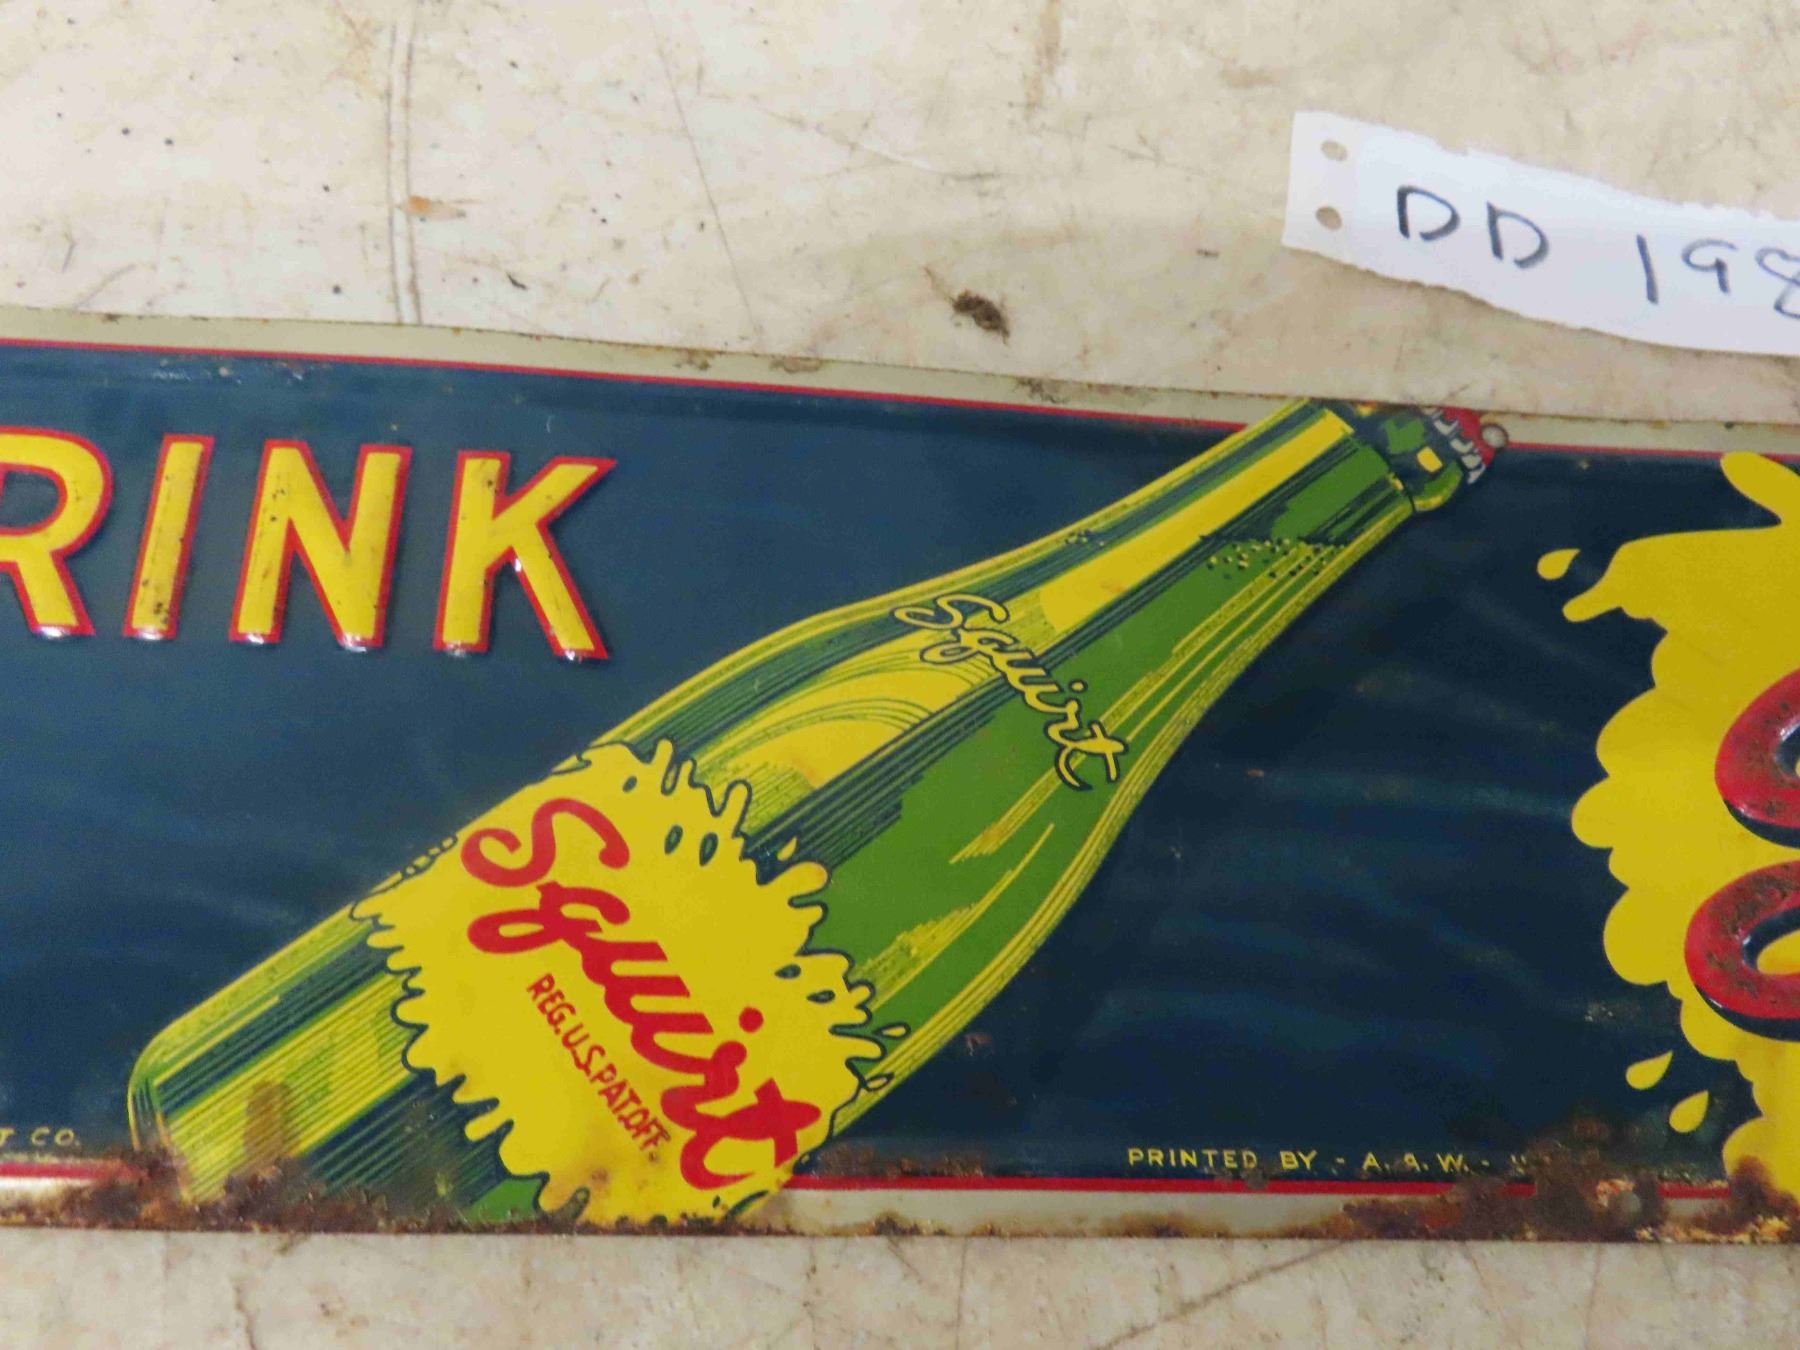 DD 198
RINK
Squirt
Squirt
REG. U.S. PAT. OFF.
T CO.
PRINTED BY - A. & W. -